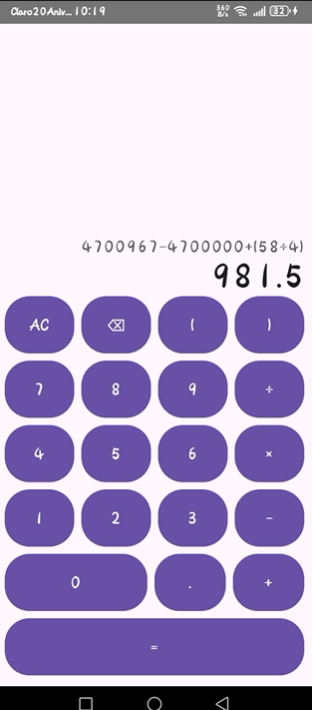 Claro20Aniv... 10:19 360 B/s 32
4700967-4700000+(58÷4)
981.5
AC ( )
7 8 9 ÷
4 5 6 ×
1 2 3 -
0 . +
=